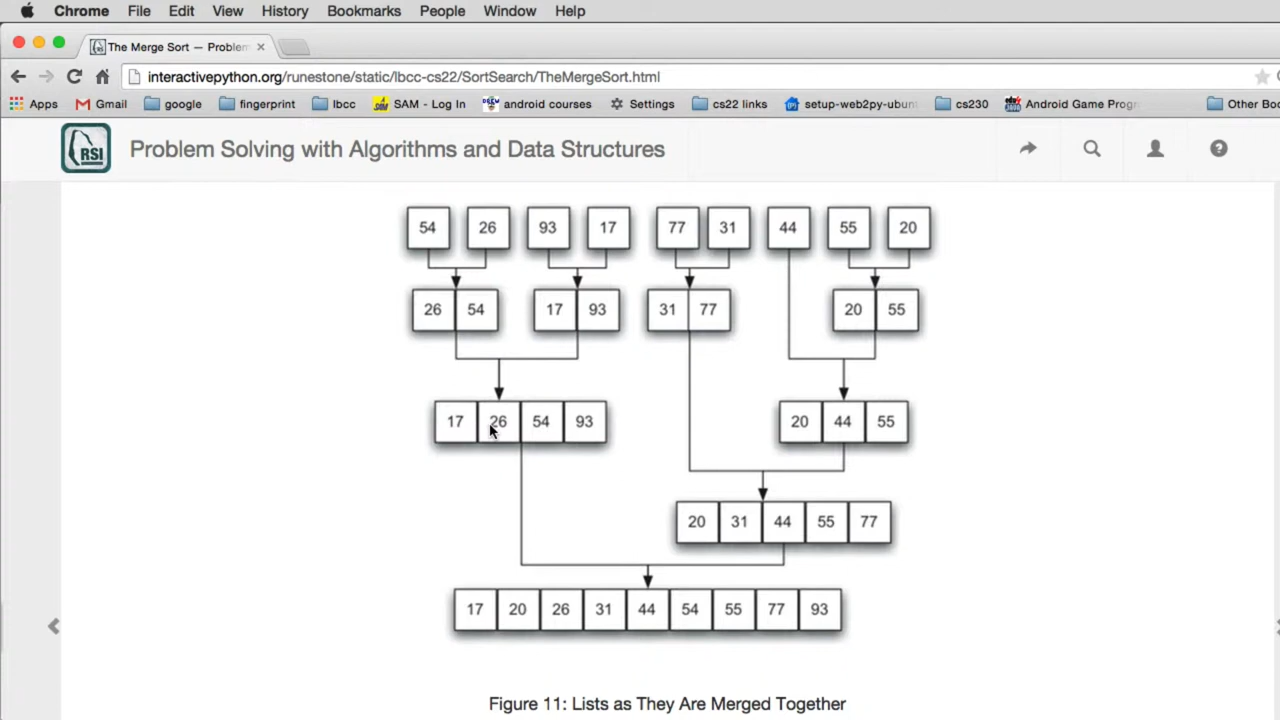 Chrome File Edit View History Bookmarks People Window Help
The Merge Sort — Problem
interactivepython.org/runestone/static/lbcc-cs22/SortSearch/TheMergeSort.html
Apps Gmail google fingerprint lbcc SAM - Log In android courses Settings cs22 links setup-web2py-ubun cs230 Android Game Progr Other Boo
RSI Problem Solving with Algorithms and Data Structures
54 26 93 17 77 31 44 55 20
26 54 17 93 31 77 20 55
17 26 54 93 20 44 55
20 31 44 55 77
17 20 26 31 44 54 55 77 93
Figure 11: Lists as They Are Merged Together